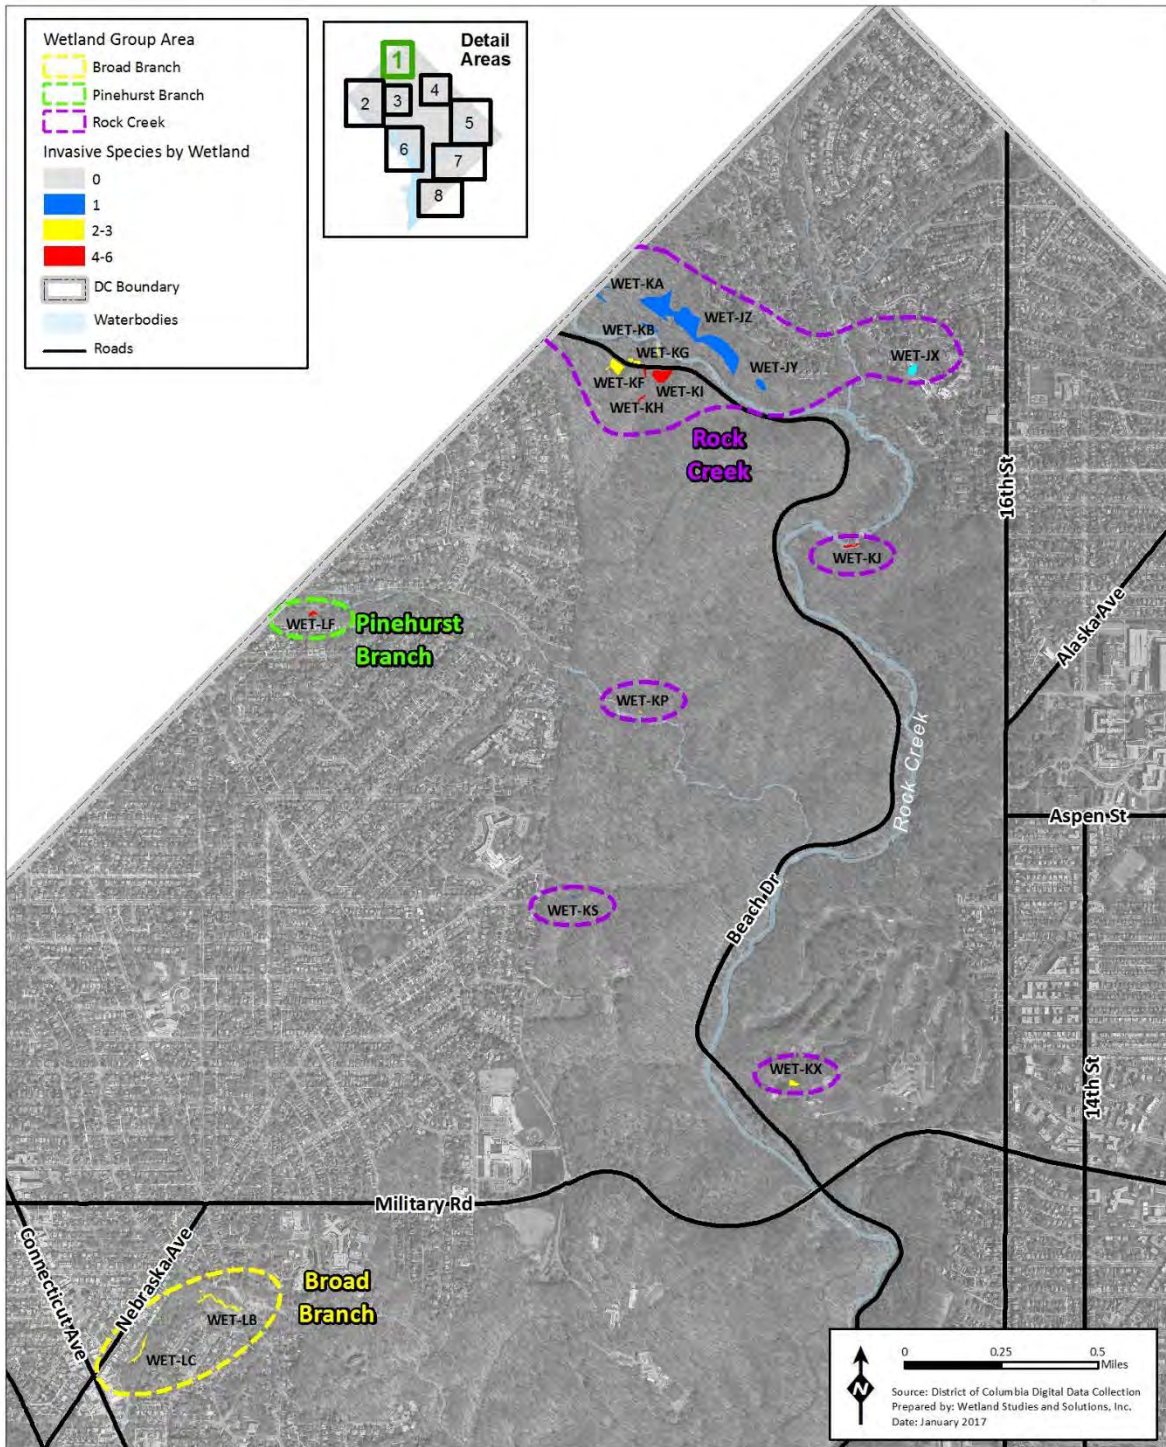 Wetland Group Area
Broad Branch
Pinehurst Branch
Rock Creek
Invasive Species by Wetland
0
1
2-3
4-6
DC Boundary
Waterbodies
Roads
Detail
Areas
1
2
3
4
5
6
7
8
WET-KA
WET-JZ
WET-KB
WET-KG
WET-JY
WET-JX
WET-KF
WET-KI
WET-KH
Rock
Creek
16th St
WET-KJ
Alaska Ave
WET-LF
Pinehurst
Branch
WET-KP
Rock Creek
Aspen St
WET-KS
Beach Dr
WET-KX
14th St
Military Rd
Connecticut Ave
Nebraska Ave
Broad
Branch
WET-LB
WET-LC
N
0 0.25 0.5
Miles
Source: District of Columbia Digital Data Collection
Prepared by: Wetland Studies and Solutions, Inc.
Date: January 2017